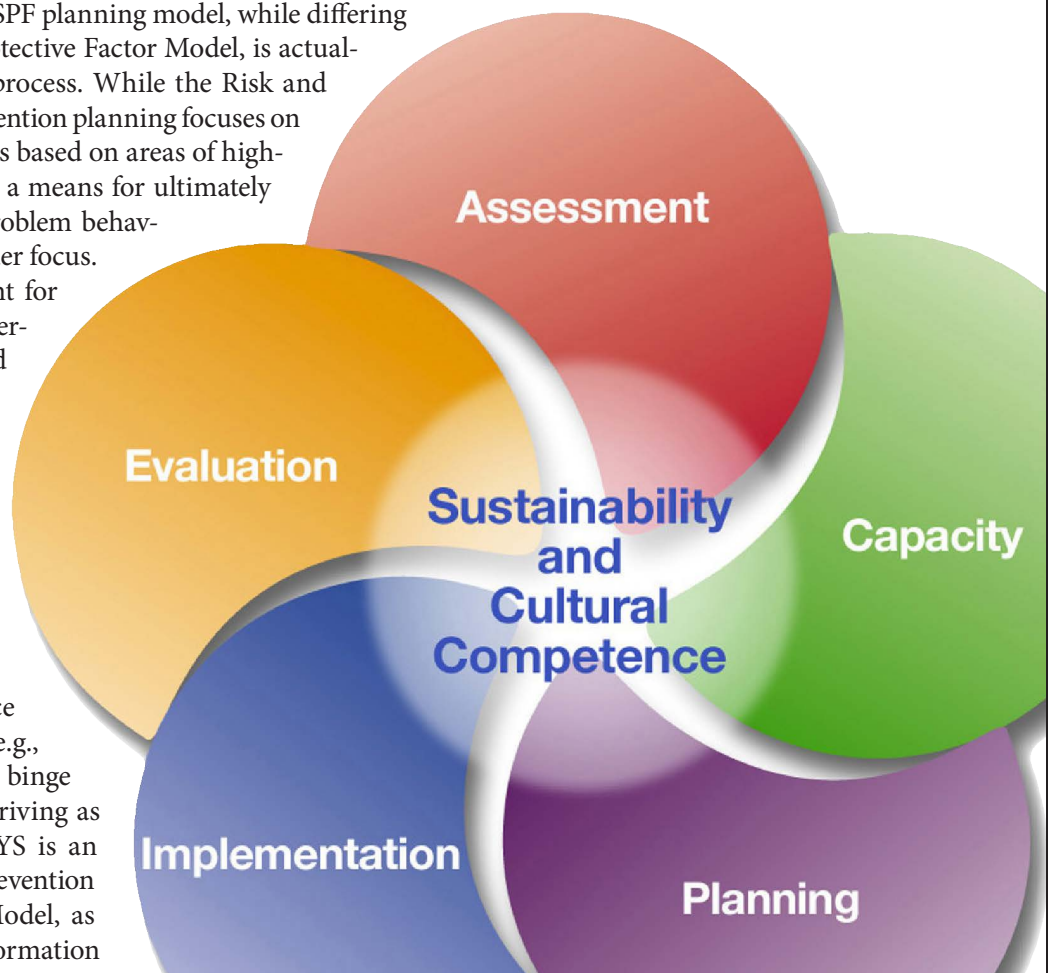 SPF planning model, while differing
tective Factor Model, is actual-
process. While the Risk and
ention planning focuses on
s based on areas of high-
a means for ultimately
roblem behav-
er focus.
nt for
er-
d
ce
e.g.,
binge
riving as
YS is an
evention
Model, as
ormation
Assessment
Evaluation
Capacity
Sustainability
and
Cultural
Competence
Implementation
Planning